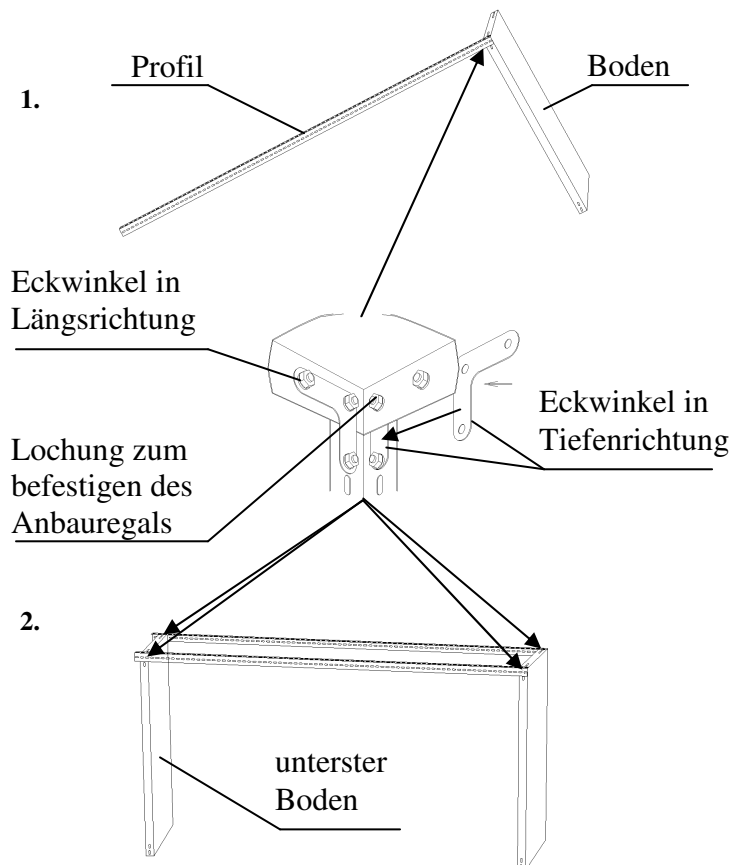 Profil
Boden
1.
Eckwinkel in
Längsrichtung
Eckwinkel in
Tiefenrichtung
Lochung zum
befestigen des
Anbauregals
2.
unterster
Boden